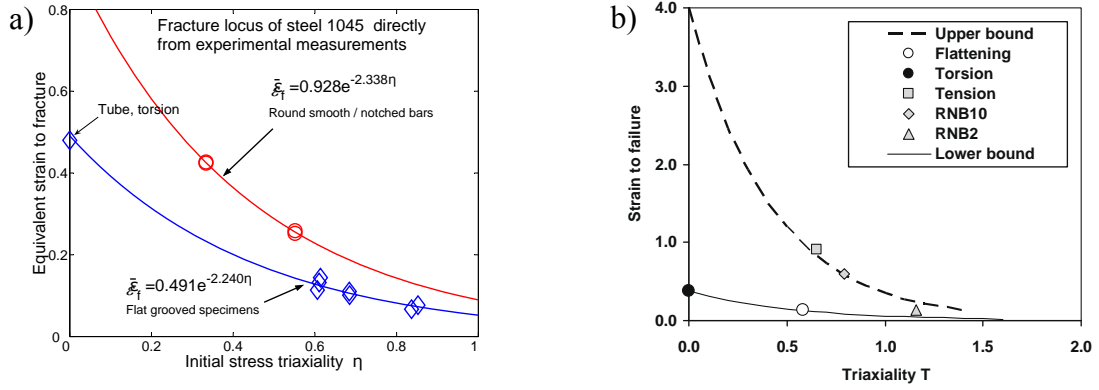 a)
Fracture locus of steel 1045 directly
from experimental measurements
ε̄f=0.928e^-2.338η
Round smooth / notched bars
Tube, torsion
ε̄f=0.491e^-2.240η
Flat grooved specimens
Equivalent strain to fracture
0.8
0.6
0.4
0.2
0
0 0.2 0.4 0.6 0.8 1
Initial stress triaxiality η
b)
Upper bound
Flattening
Torsion
Tension
RNB10
RNB2
Lower bound
Strain to failure
4.0
3.0
2.0
1.0
0.0
0.0 0.5 1.0 1.5 2.0
Triaxiality T